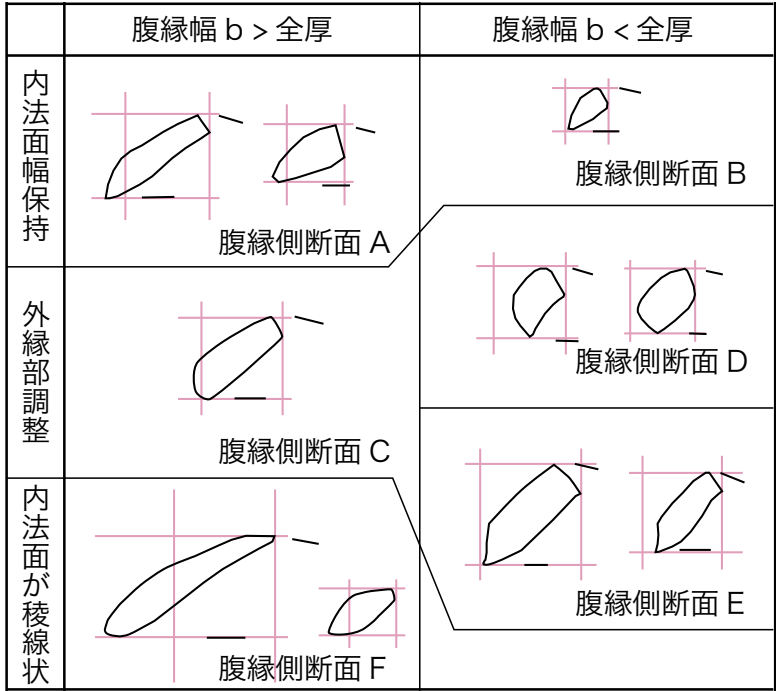 腹縁幅 b > 全厚
腹縁幅 b < 全厚
内法面幅保持
腹縁側断面 A
腹縁側断面 B
外縁部調整
腹縁側断面 C
腹縁側断面 D
内法面が稜線状
腹縁側断面 E
腹縁側断面 F